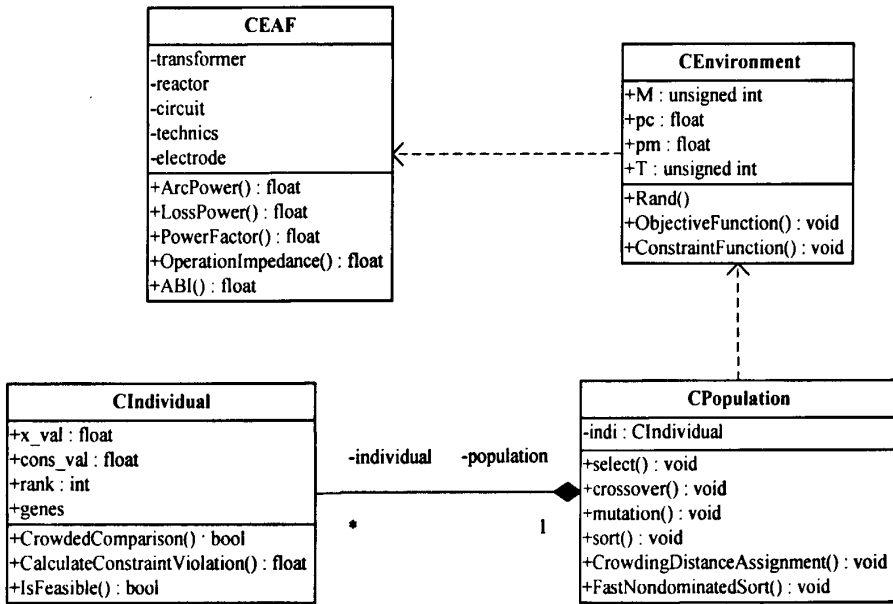 CEAF
-transformer
-reactor
-circuit
-technics
-electrode
+ArcPower() : float
+LossPower() : float
+PowerFactor() : float
+OperationImpedance() : float
+ABI() : float
CEnvironment
+M : unsigned int
+pc : float
+pm : float
+T : unsigned int
+Rand()
+ObjectiveFunction() : void
+ConstraintFunction() : void
CIndividual
+x_val : float
+cons_val : float
+rank : int
+genes
+CrowdedComparison() : bool
+CalculateConstraintViolation() : float
+IsFeasible() : bool
-individual
-population
*
1
CPopulation
-indi : CIndividual
+select() : void
+crossover() : void
+mutation() : void
+sort() : void
+CrowdingDistanceAssignment() : void
+FastNondominatedSort() : void